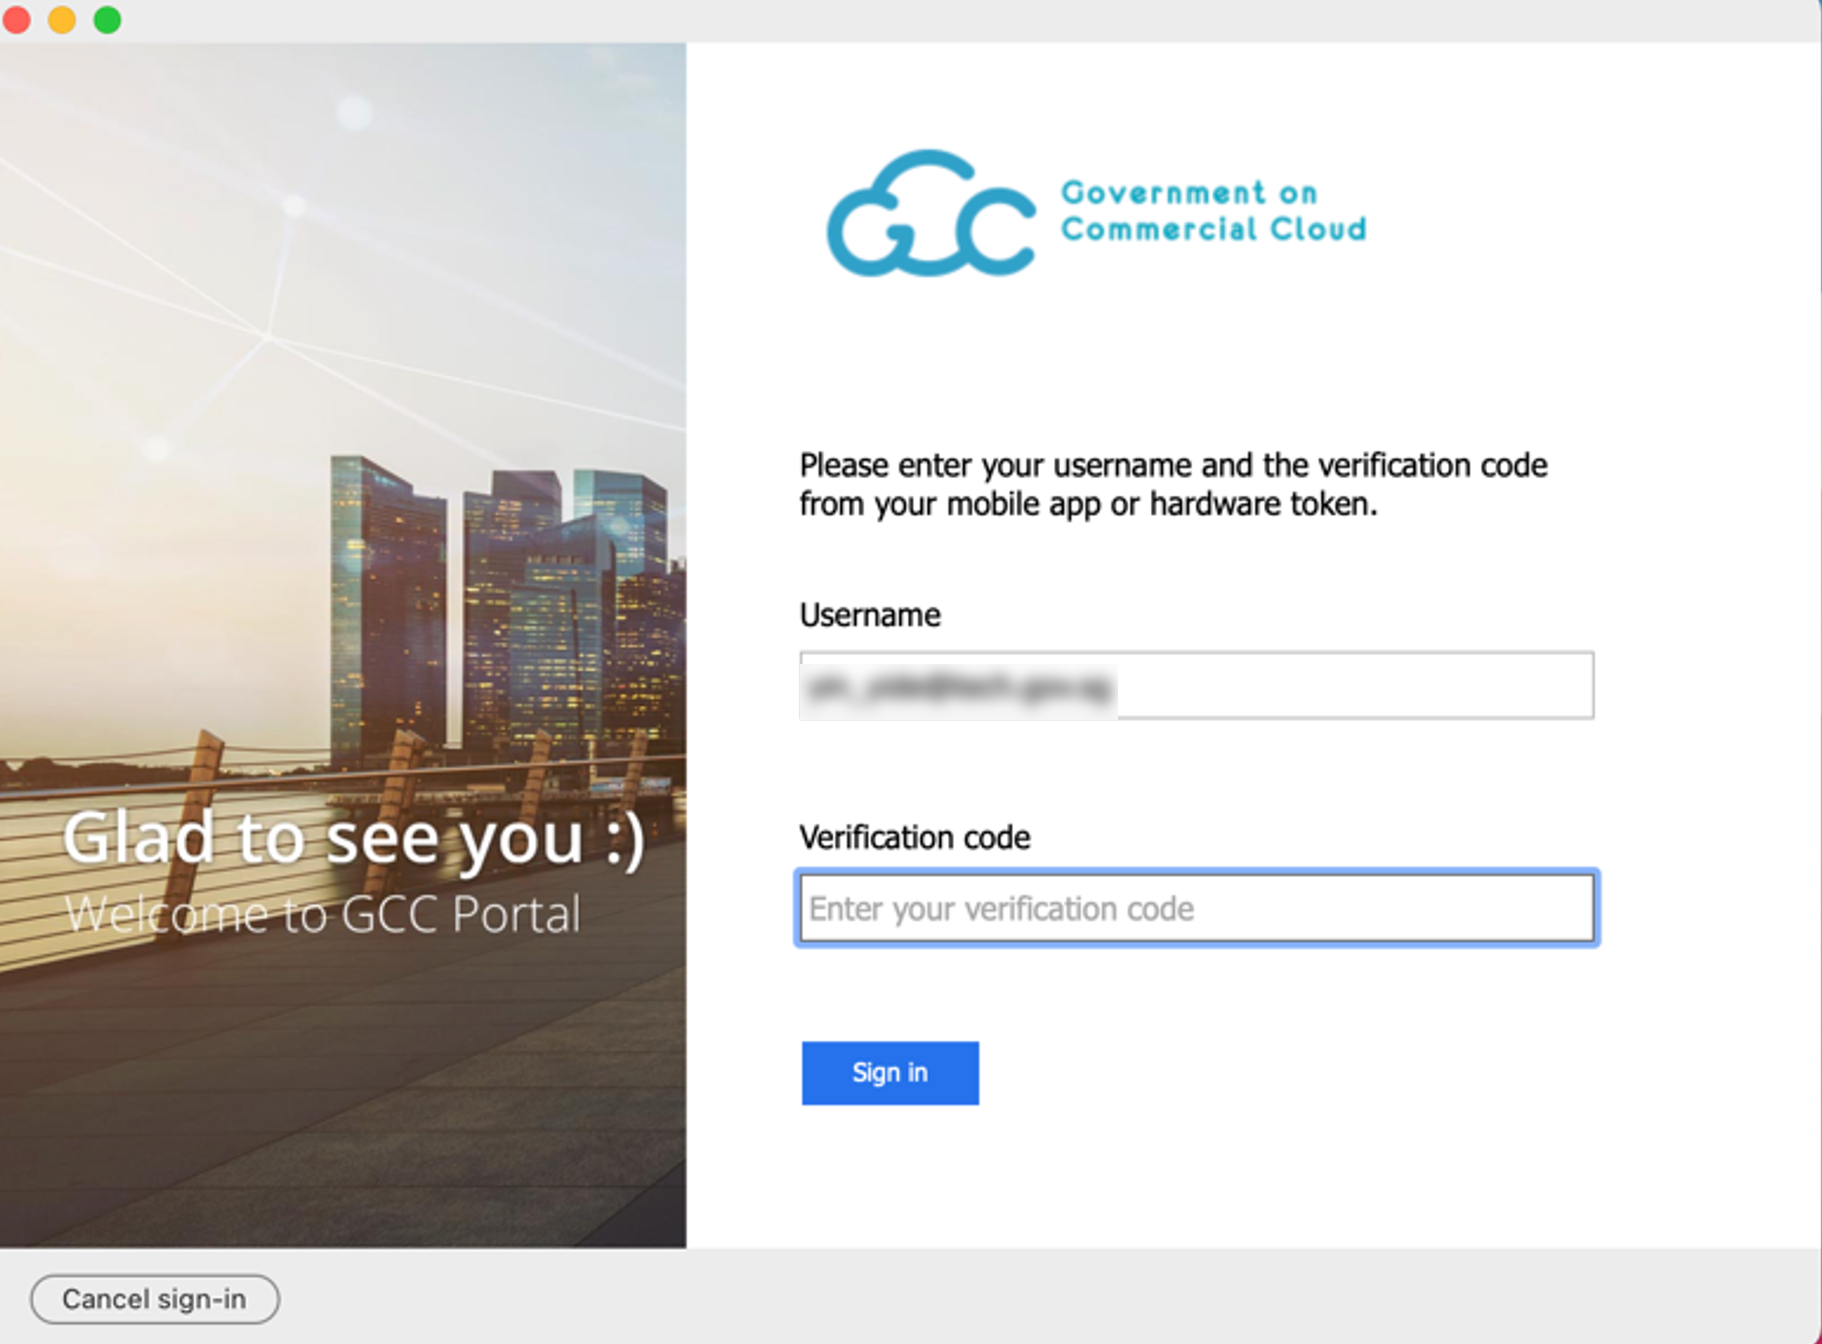 Government on
Commercial Cloud
Please enter your username and the verification code
from your mobile app or hardware token.
Username
Verification code
Enter your verification code
Sign in
Glad to see you :)
Welcome to GCC Portal
Cancel sign-in